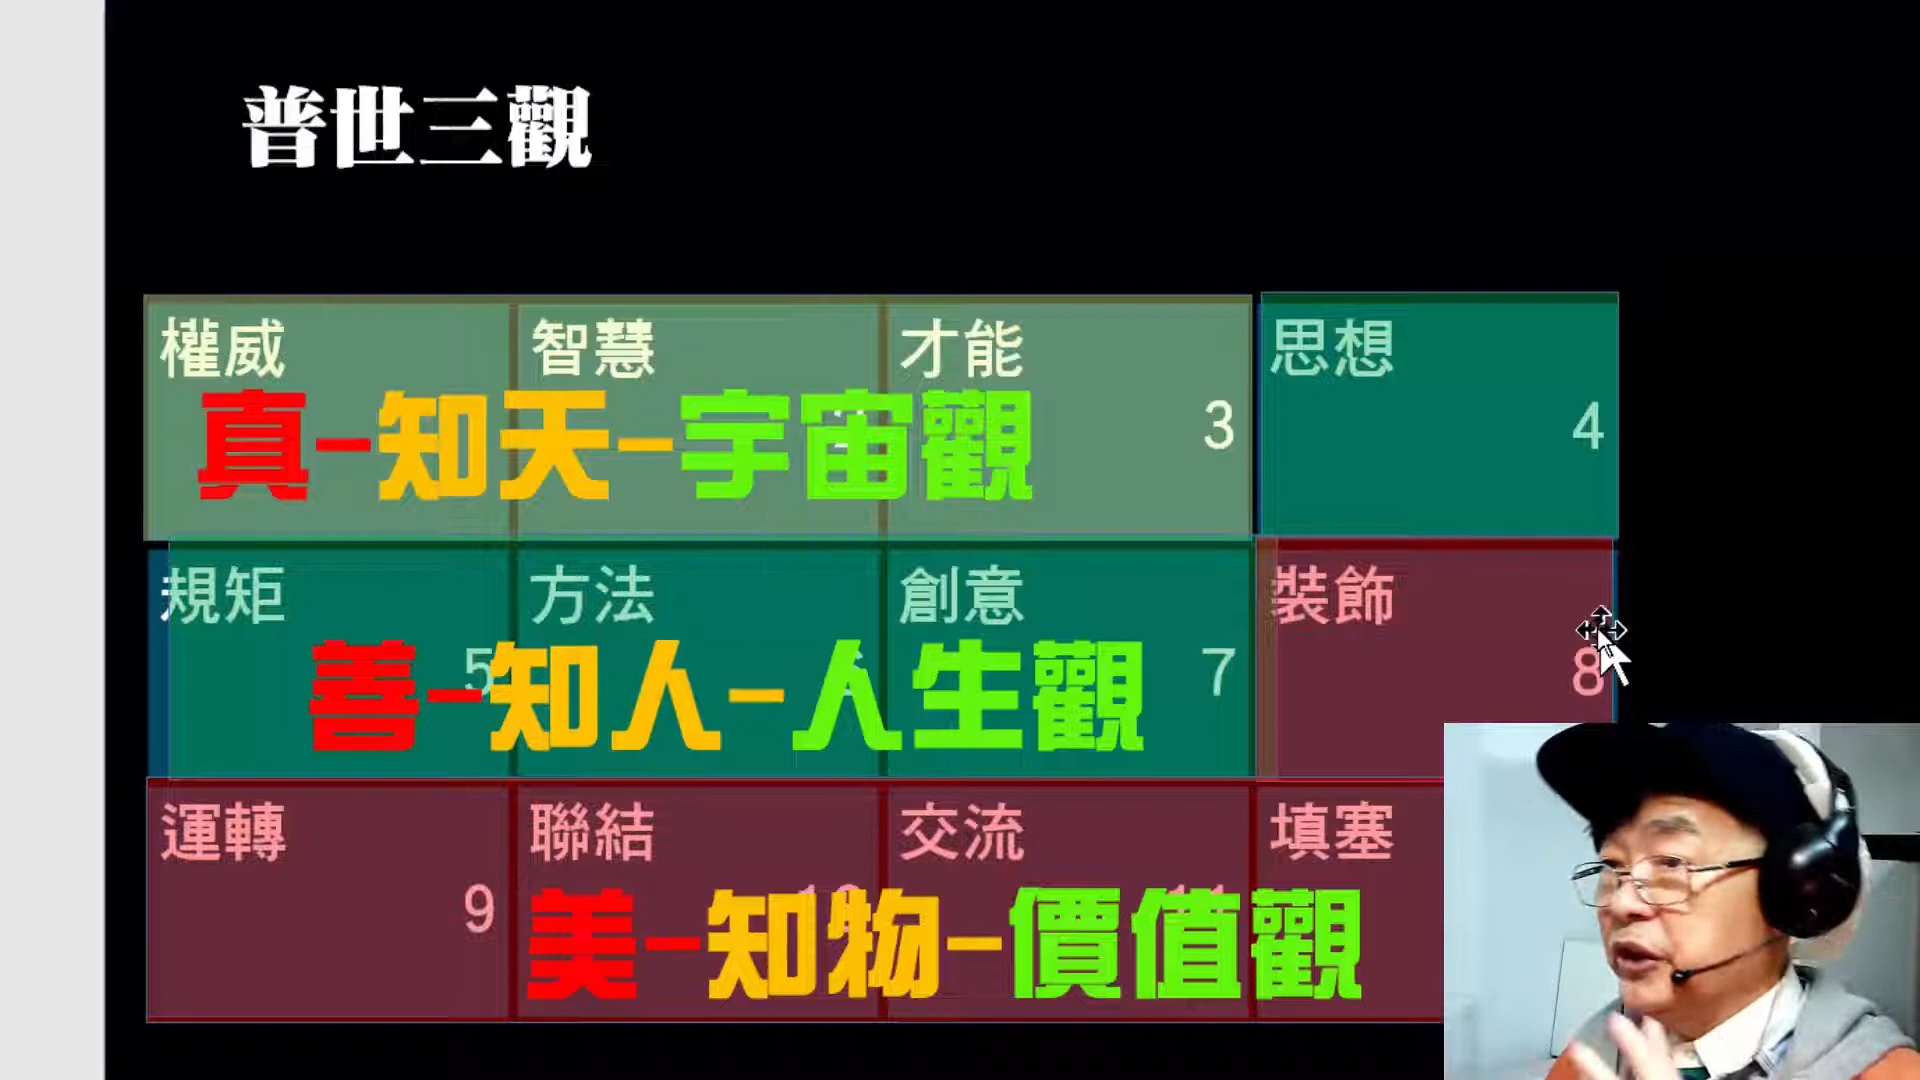 普世三觀
權威 智慧 才能 思想
真-知天-宇宙觀 3 4
規矩 方法 創意 裝飾
5 善-知人-人生觀 7 8
運轉 聯結 交流 填塞
9 美-知物-價值觀